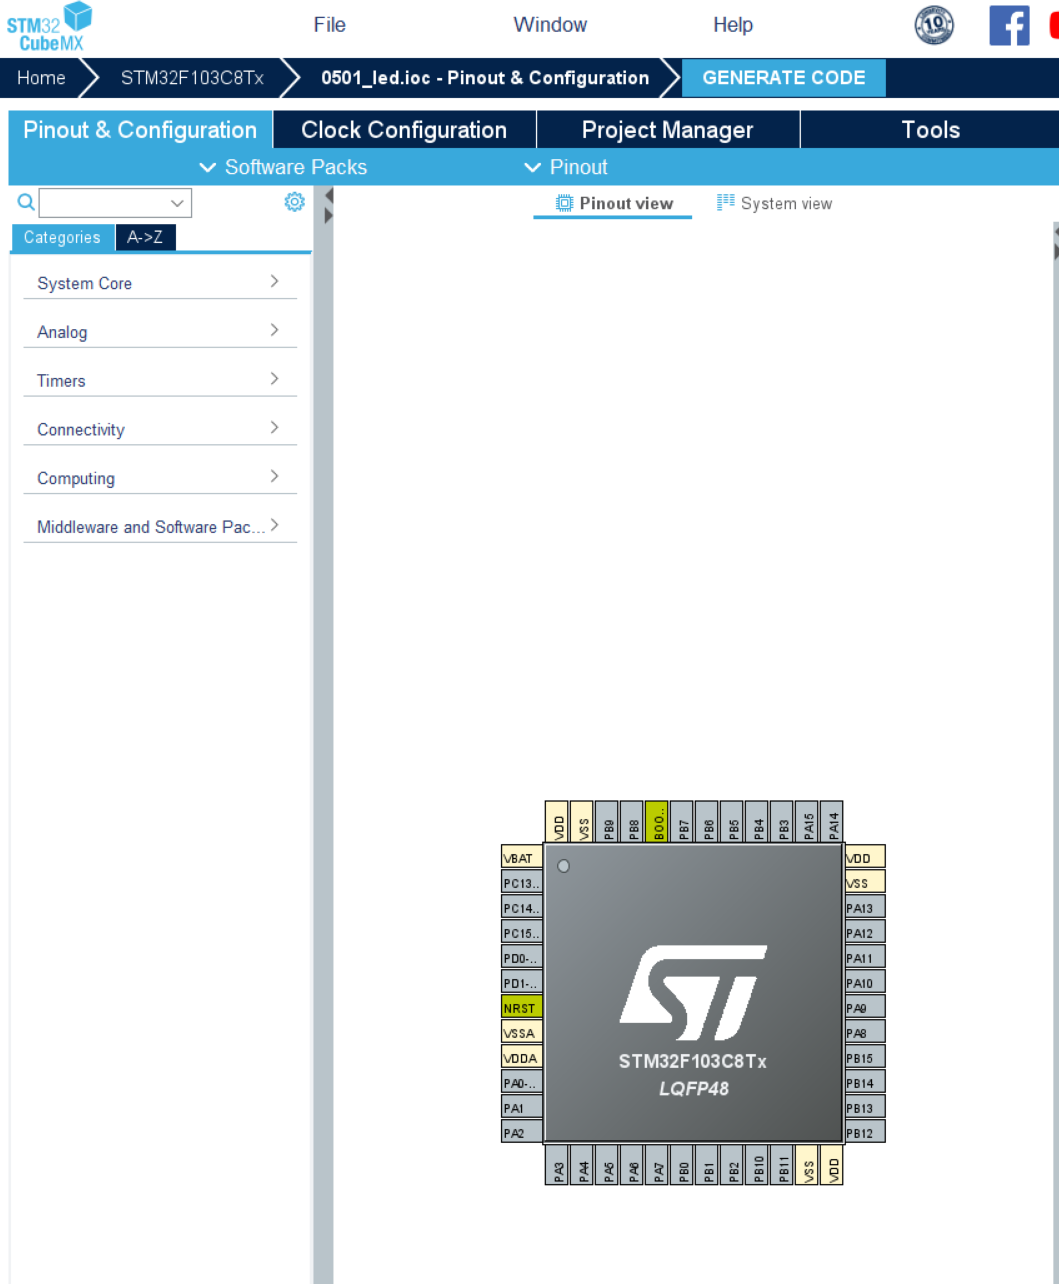 STM32
CubeMX
File
Window
Help
10
Home
STM32F103C8Tx
0501_led.ioc - Pinout & Configuration
GENERATE CODE
Pinout & Configuration
Clock Configuration
Project Manager
Tools
Software Packs
Pinout
Pinout view
System view
Categories
A->Z
System Core
Analog
Timers
Connectivity
Computing
Middleware and Software Pac...
VDD
VSS
PB9
PB8
BOO..
PB7
PB6
PB5
PB4
PB3
PA15
PA14
VBAT
PC13..
PC14..
PC15..
PD0-..
PD1-..
NRST
VSSA
VDDA
PA0-..
PA1
PA2
VDD
VSS
PA13
PA12
PA11
PA10
PA9
PA8
PB15
PB14
PB13
PB12
STM32F103C8Tx
LQFP48
PA3
PA4
PA5
PA6
PA7
PB0
PB1
PB2
PB10
PB11
VSS
VDD